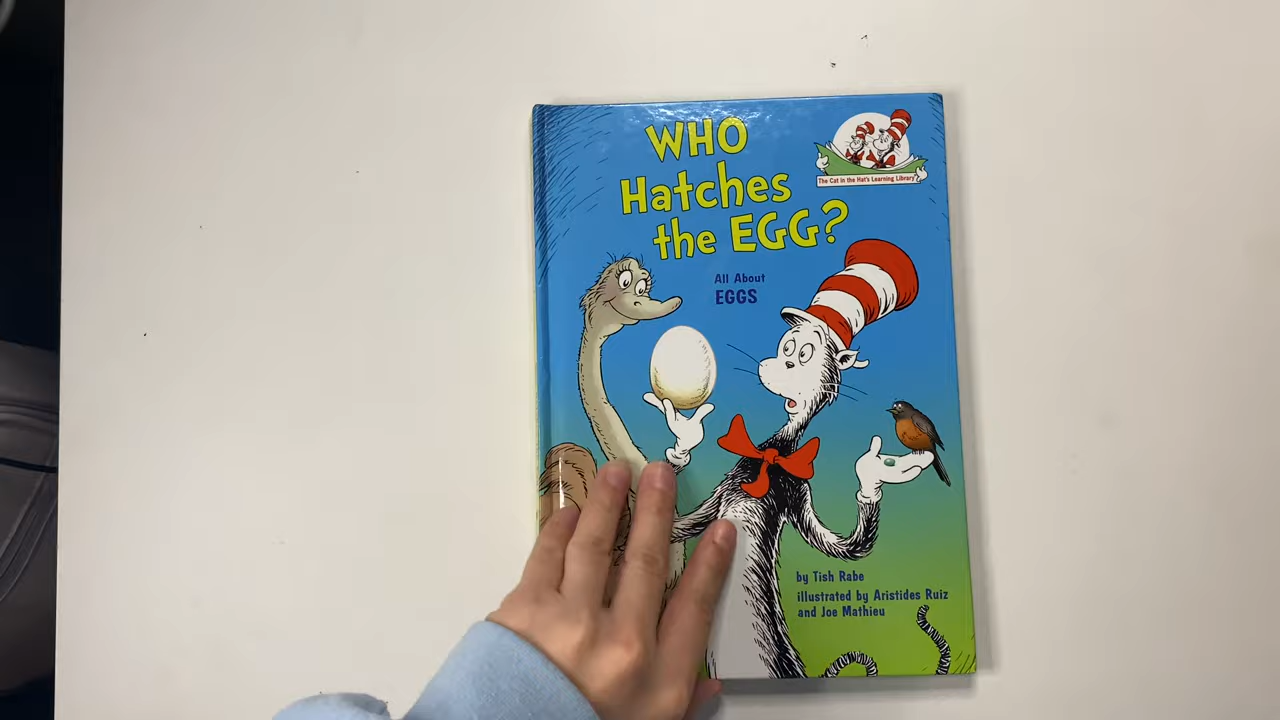 WHO
Hatches
the EGG?
The Cat in the Hat's Learning Library
All About
EGGS
by Tish Rabe
illustrated by Aristides Ruiz
and Joe Mathieu